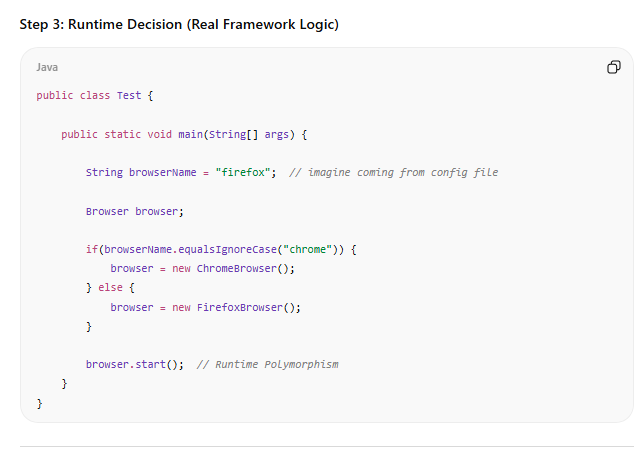 Step 3: Runtime Decision (Real Framework Logic)
Java
public class Test {
    public static void main(String[] args) {
        String browserName = "firefox";  // imagine coming from config file
        Browser browser;
        if(browserName.equalsIgnoreCase("chrome")) {
            browser = new ChromeBrowser();
        } else {
            browser = new FirefoxBrowser();
        }
        browser.start();  // Runtime Polymorphism
    }
}